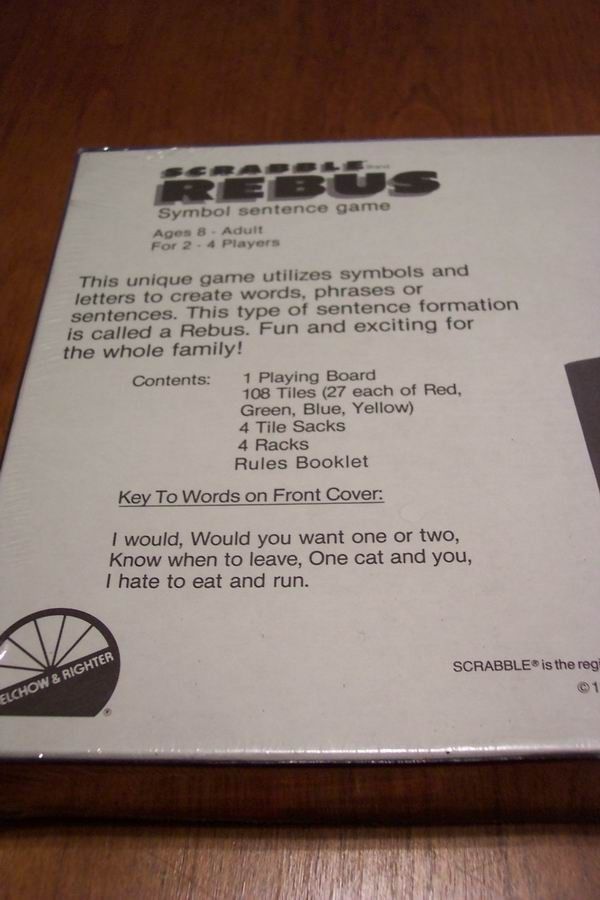 SCRABBLE
REBUS
Symbol sentence game
Ages 8 - Adult
For 2 - 4 Players
This unique game utilizes symbols and
letters to create words, phrases or
sentences. This type of sentence formation
is called a Rebus. Fun and exciting for
the whole family!
Contents: 1 Playing Board
108 Tiles (27 each of Red,
Green, Blue, Yellow)
4 Tile Sacks
4 Racks
Rules Booklet
Key To Words on Front Cover:
I would, Would you want one or two,
Know when to leave, One cat and you,
I hate to eat and run.
ELCHOW & RIGHTER
®
SCRABBLE® is the regi
© 1